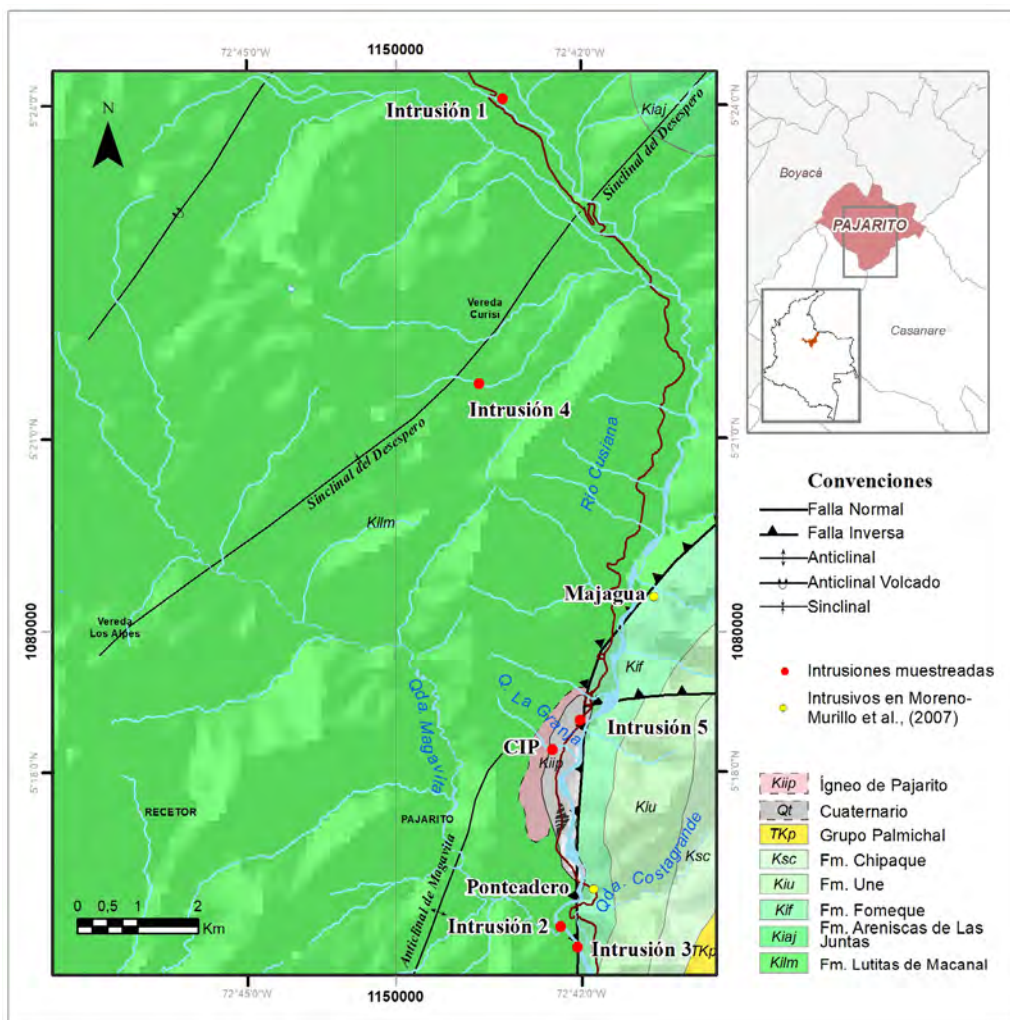 1150000
72°45'0"W
72°42'0"W
5°24'0"N
5°24'0"N
N
Intrusión 1
Kiaj
Sinclinal del Desespero
Boyacá
PAJARITO
Casanare
Vereda
Curisi
Intrusión 4
5°21'0"N
5°21'0"N
Río Cusiana
Sinclinal del Desespero
Kilm
Majagua
Vereda
Los Alpes
1080000
1080000
Kif
Qda. Magavita
Q. La Granja
Intrusión 5
CIP
Kiip
5°18'0"N
5°18'0"N
RECETOR
PAJARITO
Kiu
Ksc
Anticlinal de Magavita
Ponteadero
Qda. Costagrande
0 0,5 1 2
Km
Intrusión 2
Intrusión 3
TKp
72°45'0"W
72°42'0"W
1150000
Convenciones
Falla Normal
Falla Inversa
Anticlinal
Anticlinal Volcado
Sinclinal
Intrusiones muestreadas
Intrusivos en Moreno-
Murillo et al., (2007)
Kiip Ígneo de Pajarito
Qt Cuaternario
TKp Grupo Palmichal
Ksc Fm. Chipaque
Kiu Fm. Une
Kif Fm. Fomeque
Kiaj Fm. Areniscas de Las
Juntas
Kilm Fm. Lutitas de Macanal